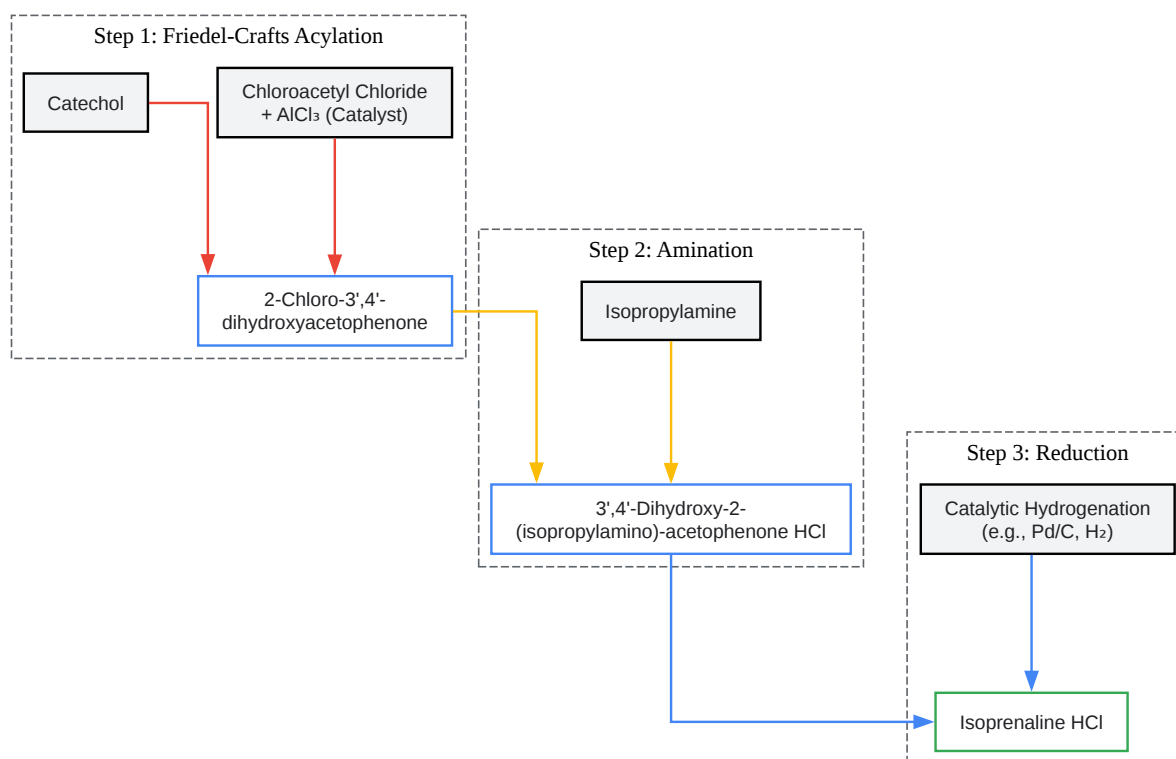 Step 1: Friedel-Crafts Acylation
Catechol
Chloroacetyl Chloride
+ AlCl₃ (Catalyst)
2-Chloro-3',4'-
dihydroxyacetophenone
Step 2: Amination
Isopropylamine
3',4'-Dihydroxy-2-
(isopropylamino)-acetophenone HCl
Step 3: Reduction
Catalytic Hydrogenation
(e.g., Pd/C, H₂)
Isoprenaline HCl